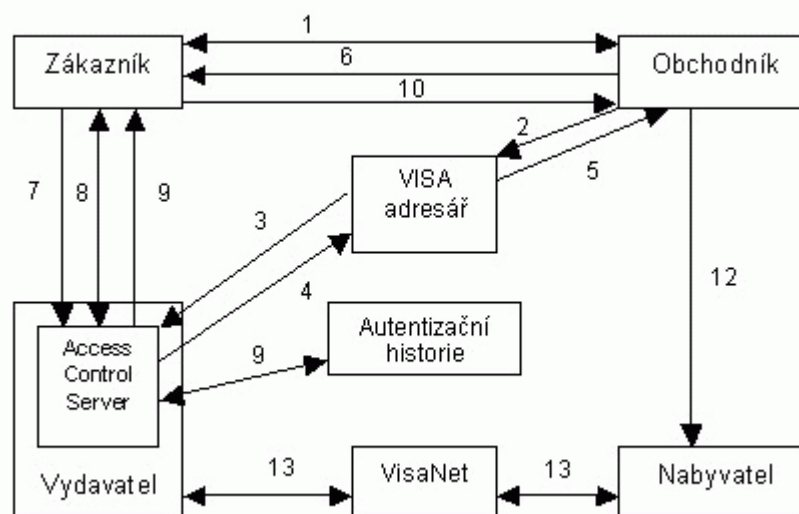 1
Zákazník
6
Obchodník
10
2
VISA
adresář
5
7
8
9
3
4
12
Autentizační
historie
Access
Control
Server
9
Vydavatel
13
VisaNet
13
Nabyvatel